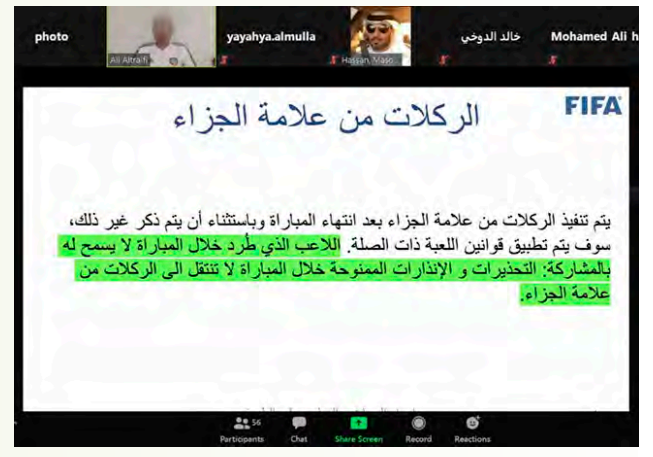 photo
Ali Altraifi
yayahya.almulla
Hassan, Maso
خالد الدوخي
Mohamed Ali h
FIFA
الركلات من علامة الجزاء
يتم تنفيذ الركلات من علامة الجزاء بعد انتهاء المباراة وباستثناء أن يتم ذكر غير ذلك،
سوف يتم تطبيق قوانين اللعبة ذات الصلة. اللاعب الذي طُرد خلال المباراة لا يسمح له
بالمشاركة: التحذيرات و الإنذارات الممنوحة خلال المباراة لا تنتقل الى الركلات من
علامة الجزاء.
56
Participants
Chat
Share Screen
Record
Reactions